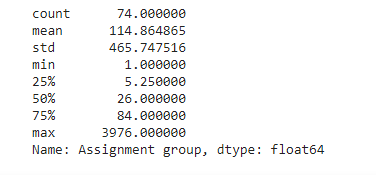 count 74.000000
mean 114.864865
std 465.747516
min 1.000000
25% 5.250000
50% 26.000000
75% 84.000000
max 3976.000000
Name: Assignment group, dtype: float64